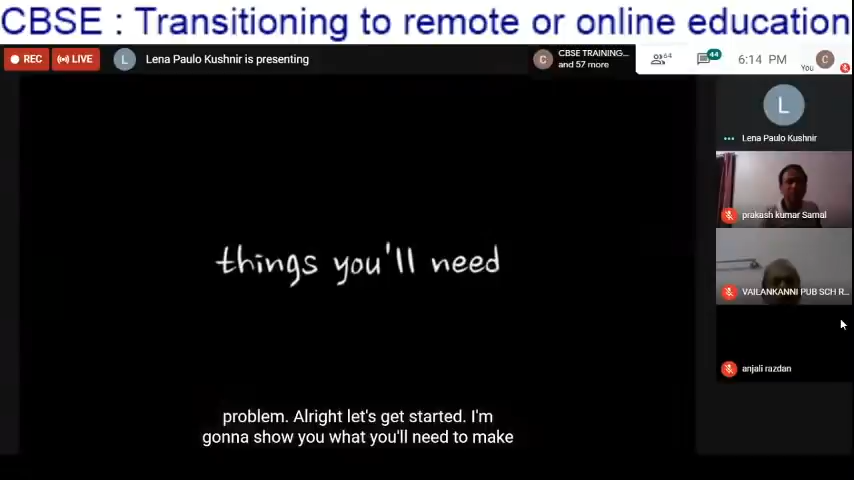 CBSE : Transitioning to remote or online education
REC
LIVE
L
Lena Paulo Kushnir is presenting
C
CBSE TRAINING...
and 57 more
64
44
6:14 PM
You
C
L
Lena Paulo Kushnir
prakash kumar Samal
VAILANKANNI PUB SCH R...
anjali razdan
things you'll need
problem. Alright let's get started. I'm
gonna show you what you'll need to make